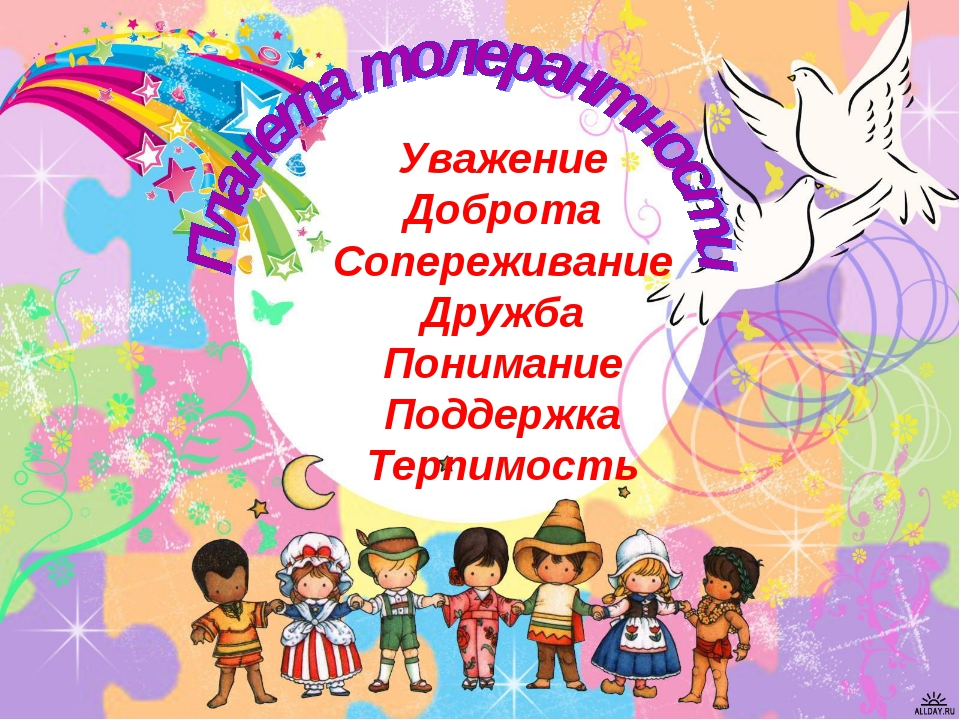 Планета толерантности
Уважение
Доброта
Сопереживание
Дружба
Понимание
Поддержка
Терпимость
ALLDAY.RU